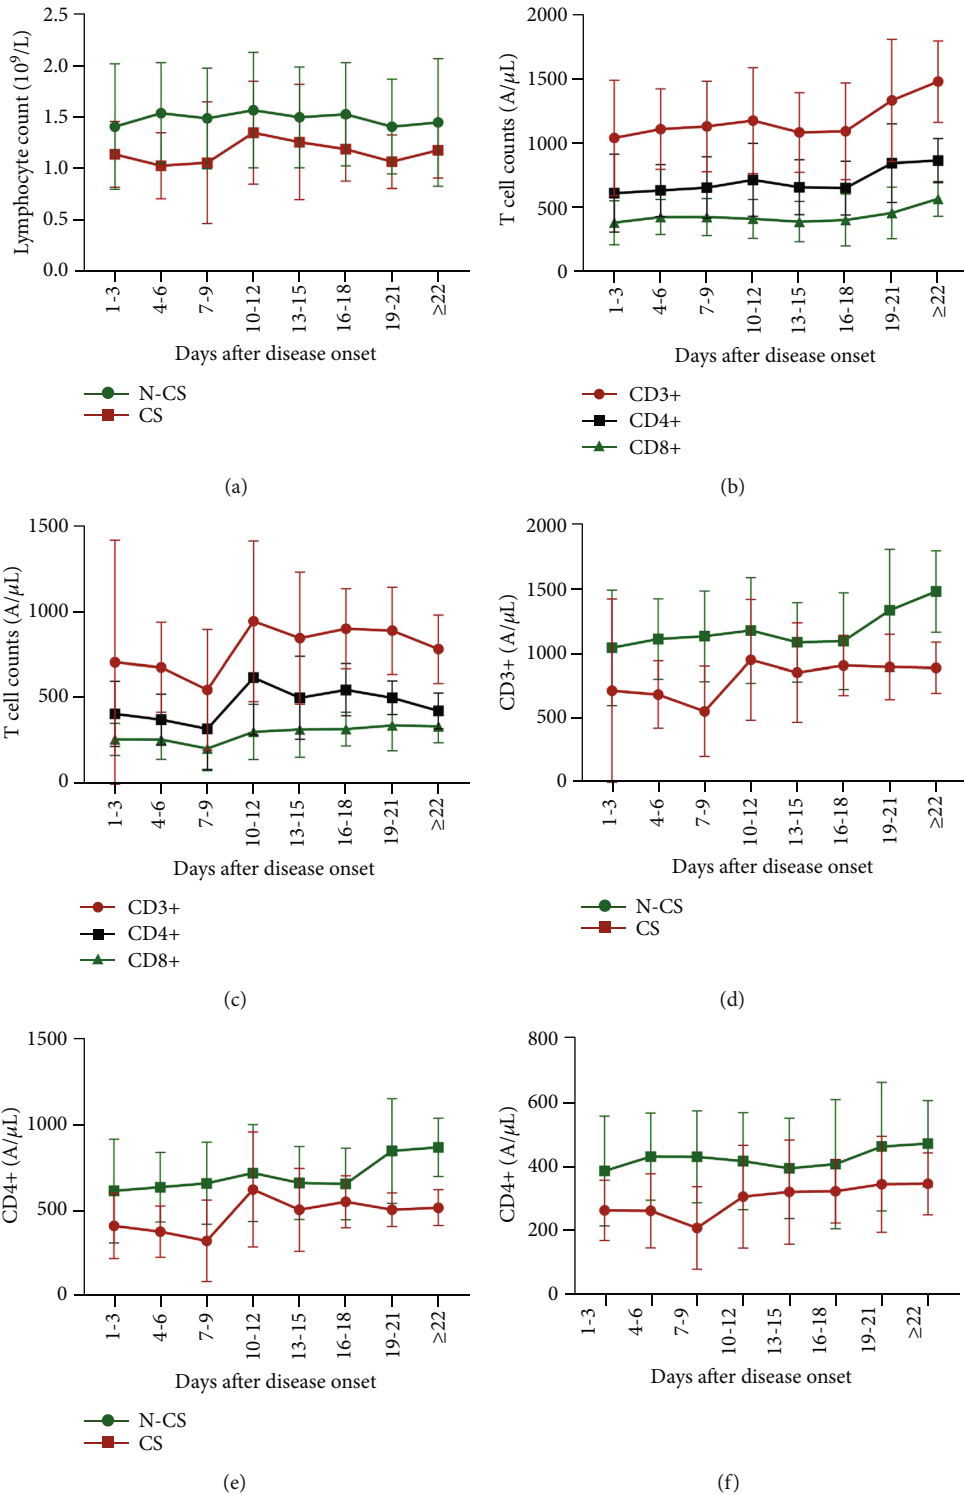 Lymphocyte count (10⁹/L)
2.5
2.0
1.5
1.0
0.5
0.0
1-3
4-6
7-9
10-12
13-15
16-18
19-21
≥22
Days after disease onset
N-CS
CS
(a)
T cell counts (A/μL)
2000
1500
1000
500
0
1-3
4-6
7-9
10-12
13-15
16-18
19-21
≥22
Days after disease onset
CD3+
CD4+
CD8+
(b)
T cell counts (A/μL)
1500
1000
500
0
1-3
4-6
7-9
10-12
13-15
16-18
19-21
≥22
Days after disease onset
CD3+
CD4+
CD8+
(c)
CD3+ (A/μL)
2000
1500
1000
500
0
1-3
4-6
7-9
10-12
13-15
16-18
19-21
≥22
Days after disease onset
N-CS
CS
(d)
CD4+ (A/μL)
1500
1000
500
0
1-3
4-6
7-9
10-12
13-15
16-18
19-21
≥22
Days after disease onset
N-CS
CS
(e)
CD4+ (A/μL)
800
600
400
200
0
1-3
4-6
7-9
10-12
13-15
16-18
19-21
≥22
Days after disease onset
(f)